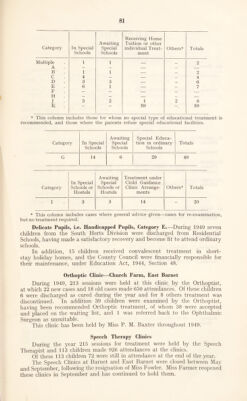 81
Category In Special Schools Awaiting Special Schools Receiving Home Tuition or other individual Treatment Others* Totals
Multiple 1 1 — — 2
A — — — — —
B 1 1 — — 2
C 4 — — — 4
D 3 3 — — 6
E 6 1 — — 7
F — — — — —
H — — — — —
J 3 2 1 2 8
K — — 10 — 10
* This column includes those for whom no special type of educational treatment is
recommended, and those where the parents refuse special educational facilities.
Category In Special Schools Awaiting Special Schools Special Education in ordinary Schools Totals
G 14 6 20 40
Category In Special Schools or Hostels Awaiting Special Schools or Hostels Treatment under Child Guidance Clinic Arrangements Others* Totals
I 3 3 14 — 20
* This column includes cases where general advice given—cases for re-examination,
but no treatment required.
Delicate Pupils, i.e. Handicapped Pupils, Category E.—During 1949 seven
children from the South Herts Division were discharged from Residential
Schools, having made a satisfactory recovery and become fit to attend ordinary
schools.
In addition, 15 children received convalescent treatment in short-
stay holiday homes, and the County Council were financially responsible for
their maintenance, under Education Act, 1944, Section 48.
Orthoptic Clinic—Church Farm, East Barnet
During 1949, 213 sessions were held at this clinic by the Orthoptist,
at which 22 new cases and 18 old cases made 650 attendances. Of these children
6 were discharged as cured during the year and for 8 others treatment was
discontinued. In addition 39 children were examined by the Orthoptist,
having been recommended Orthoptic treatment, of whom 38 were accepted
and placed on the waiting list, and 1 was referred back to the Ophthalmic
Surgeon as unsuitable.
This clinic has been held by Miss P. M. Baxter throughout 1949.
Speech Therapy Clinics
During the year 215 sessions for treatment were held by the Speech
Therapist and 113 children made 926 attendances at the clinics.
Of these 113 children 72 were still in attendance at the end of the year.
The Speech Clinics at Barnet and East Barnet were closed between May
and September, following the resignation of Miss Fowler. Miss Farmer reopened
these clinics in September and has continued to hold them.